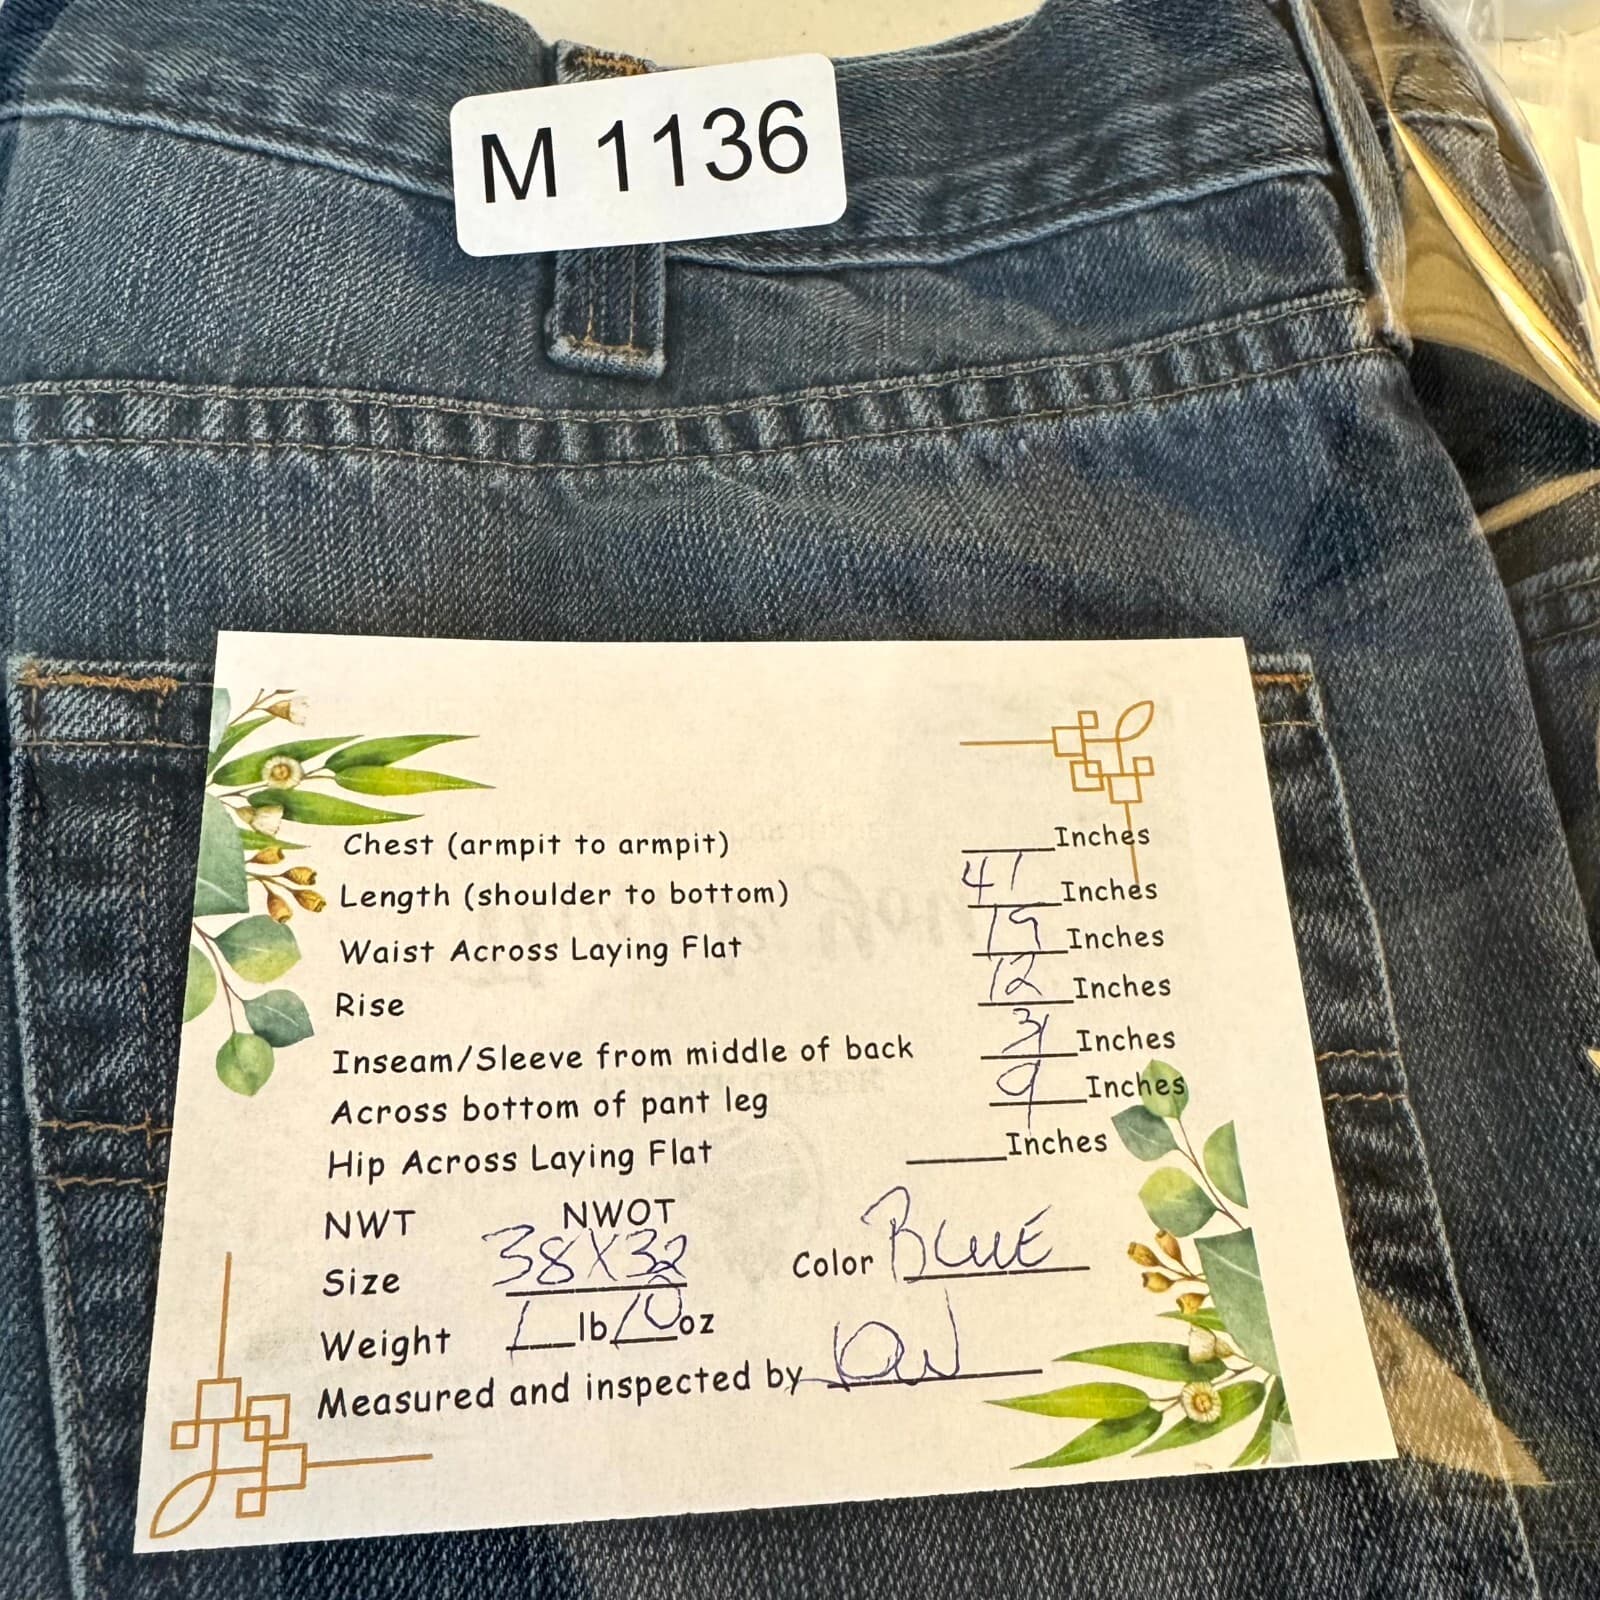 M 1136
Chest (armpit to armpit) ____Inches
Length (shoulder to bottom) 41 Inches
Waist Across Laying Flat 19 Inches
Rise 12 Inches
Inseam/Sleeve from middle of back 31 Inches
Across bottom of pant leg 9 Inches
Hip Across Laying Flat ____Inches
NWT NWOT
Size 38X32 Color BLUE
Weight 1 lb 10 oz
Measured and inspected by